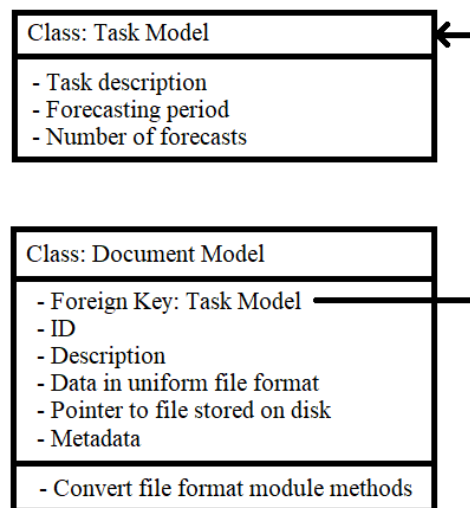 Class: Task Model
- Task description
- Forecasting period
- Number of forecasts
Class: Document Model
- Foreign Key: Task Model
- ID
- Description
- Data in uniform file format
- Pointer to file stored on disk
- Metadata
- Convert file format module methods